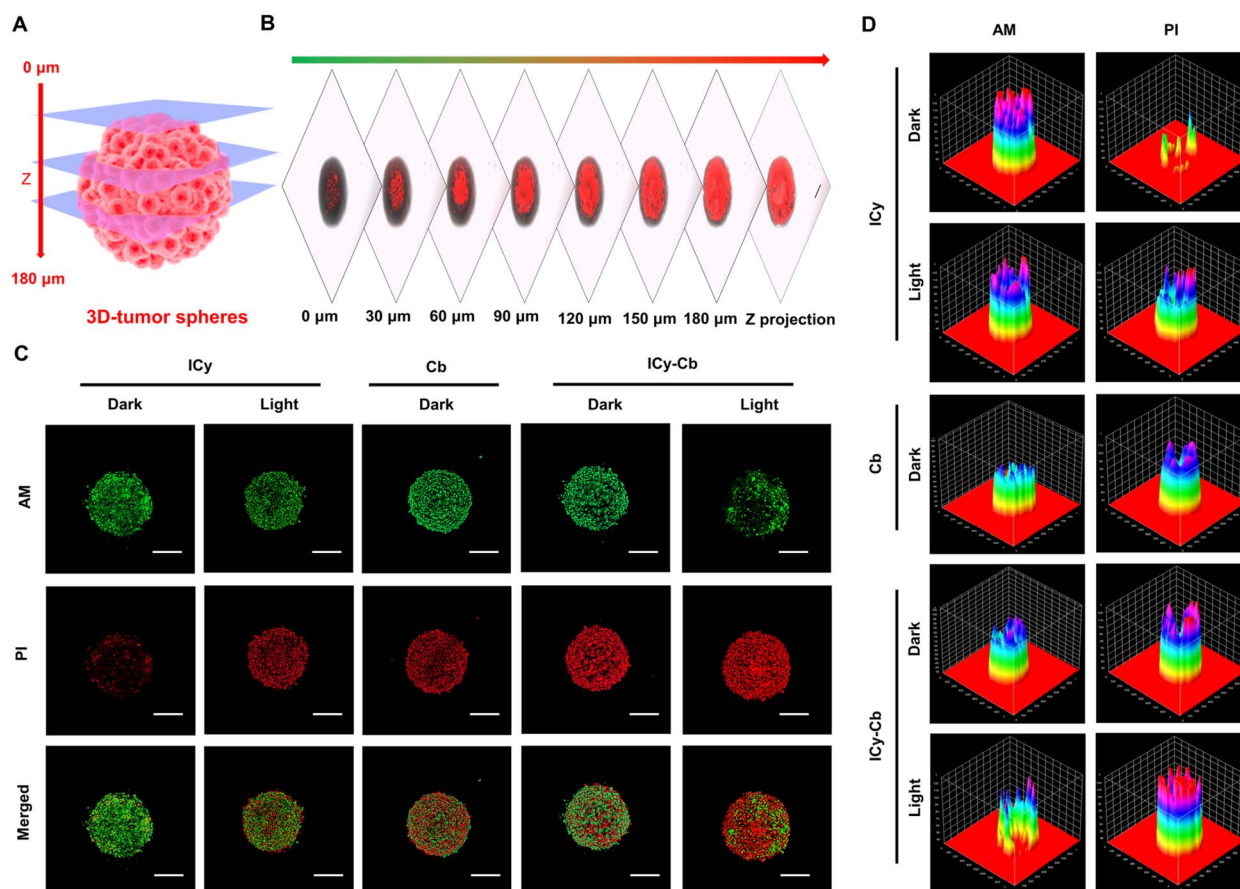 A
0 µm
Z
180 µm
3D-tumor spheres
B
0 µm 30 µm 60 µm 90 µm 120 µm 150 µm 180 µm Z projection
C
ICy Cb ICy-Cb
Dark Light Dark Dark Light
AM
PI
Merged
D
AM PI
ICy
Dark
Light
Cb
Dark
ICy-Cb
Dark
Light